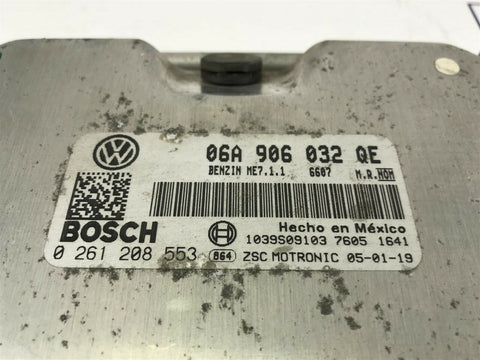 06A 906 032 QE
BENZIN ME7.1.1 6607 M.R.NOM
BOSCH
Hecho en México
1039S09103 7605 1641
0 261 208 553 864 ZSC MOTRONIC 05-01-19